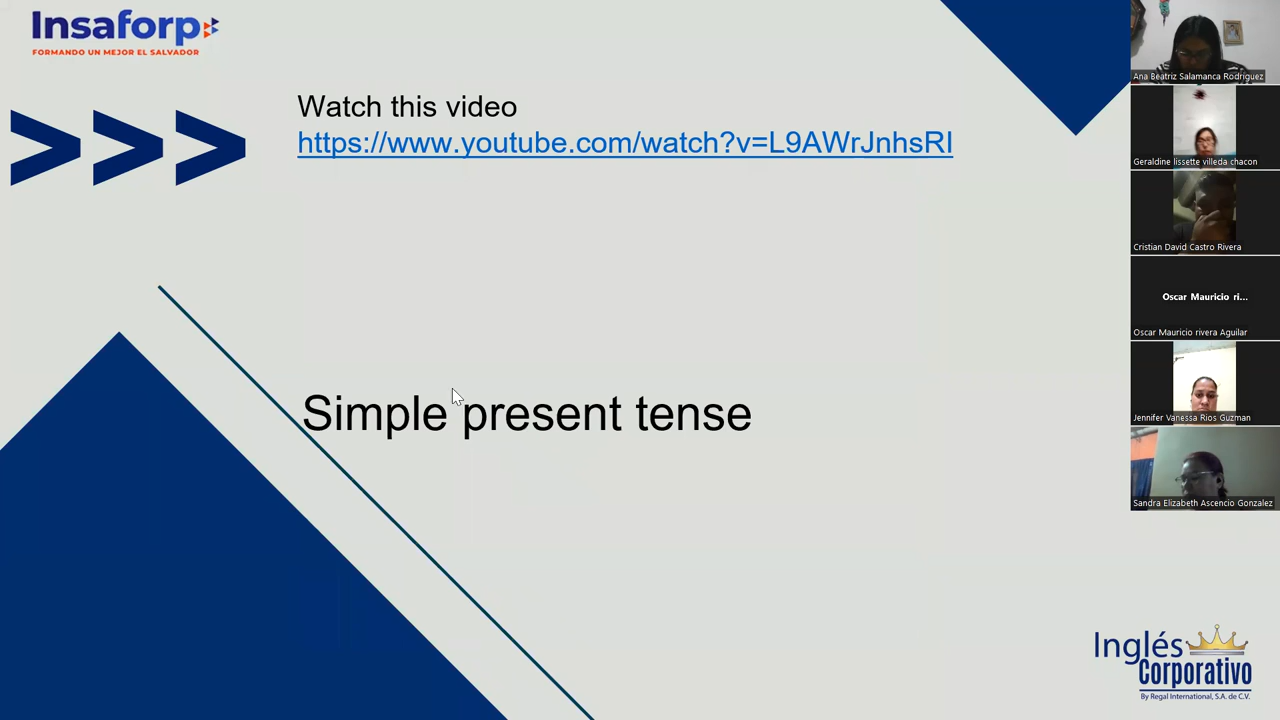 Insaforp
FORMANDO UN MEJOR EL SALVADOR
>>>
Watch this video
https://www.youtube.com/watch?v=L9AWrJnhsRI
Simple present tense
Ana Beatriz Salamanca Rodriguez
Geraldine lissette villeda chacon
Cristian David Castro Rivera
Oscar Mauricio ri...
Oscar Mauricio rivera Aguilar
Jennifer Vanessa Rios Guzman
Sandra Elizabeth Ascencio Gonzalez
Inglés
Corporativo
By Regal International, S.A. de C.V.